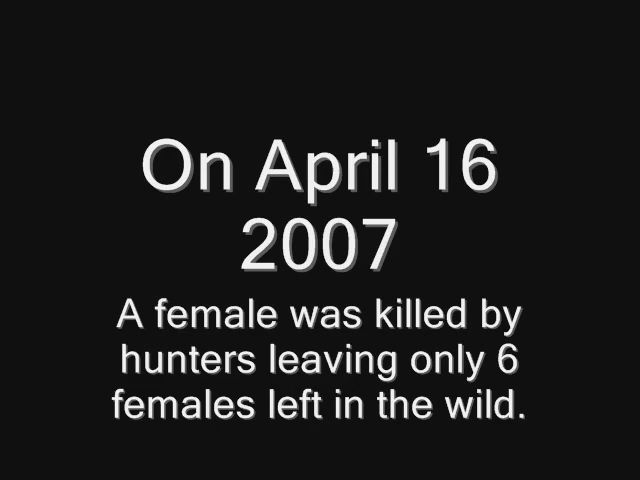 On April 16
2007
A female was killed by
hunters leaving only 6
females left in the wild.